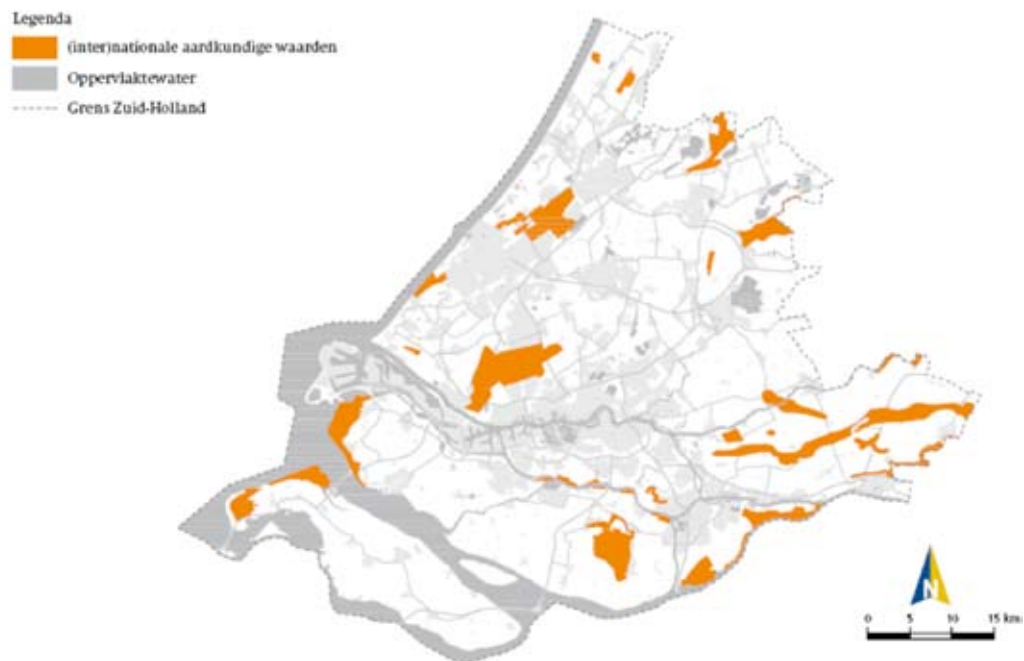 Legenda
(inter)nationale aardkundige waarden
Oppervlaktewater
Grens Zuid-Holland
N
0 5 10 15 km.